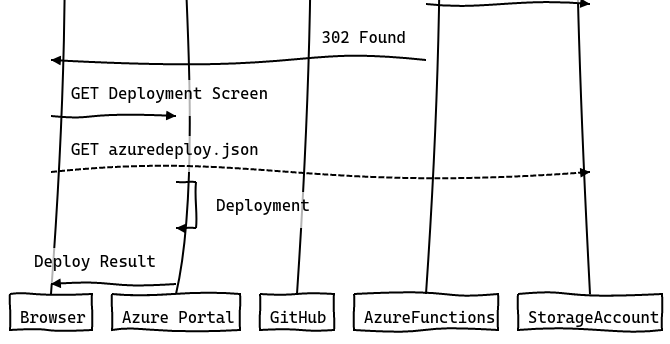 302 Found
GET Deployment Screen
GET azuredeploy.json
Deployment
Deploy Result
Browser
Azure Portal
GitHub
AzureFunctions
StorageAccount